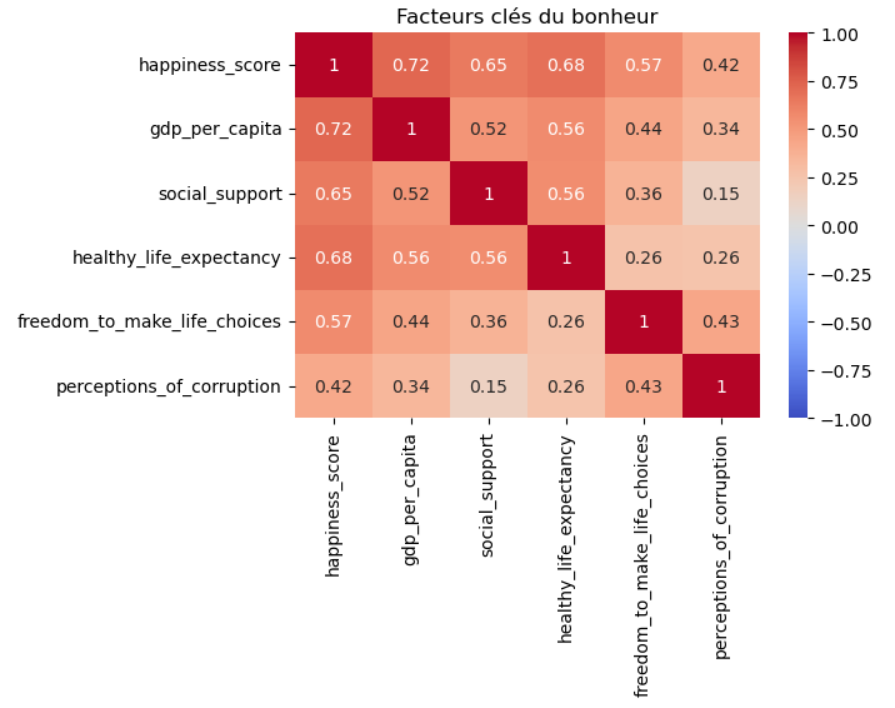 Facteurs clés du bonheur
happiness_score 1 0.72 0.65 0.68 0.57 0.42
gdp_per_capita 0.72 1 0.52 0.56 0.44 0.34
social_support 0.65 0.52 1 0.56 0.36 0.15
healthy_life_expectancy 0.68 0.56 0.56 1 0.26 0.26
freedom_to_make_life_choices 0.57 0.44 0.36 0.26 1 0.43
perceptions_of_corruption 0.42 0.34 0.15 0.26 0.43 1
happiness_score
gdp_per_capita
social_support
healthy_life_expectancy
freedom_to_make_life_choices
perceptions_of_corruption
1.00
0.75
0.50
0.25
0.00
−0.25
−0.50
−0.75
−1.00